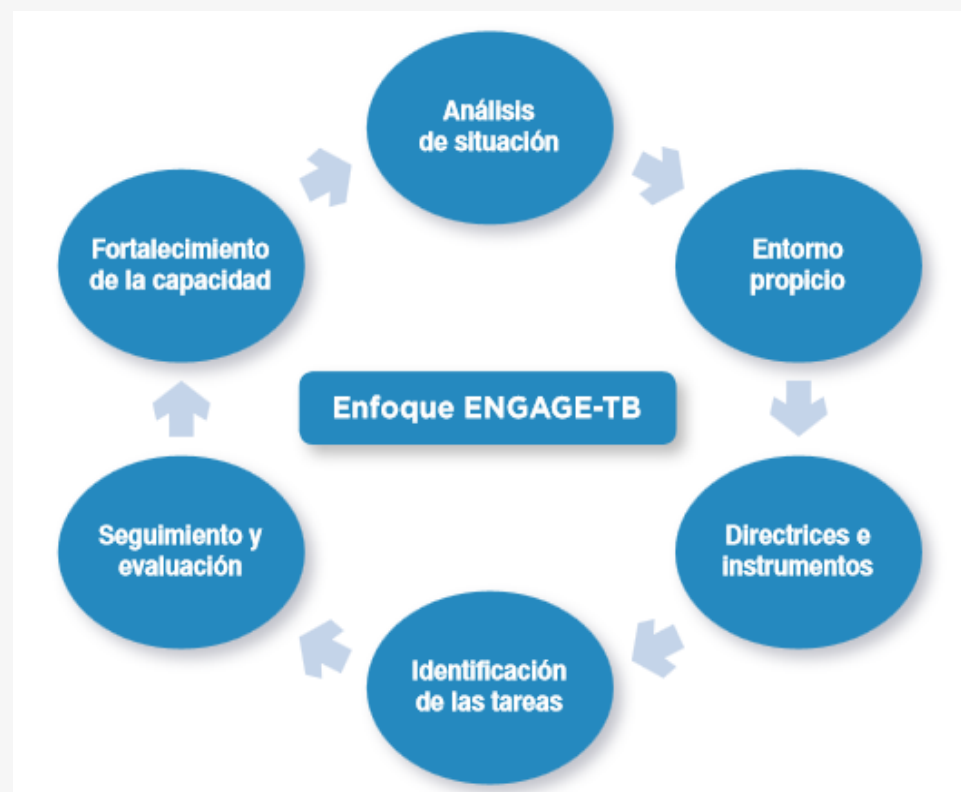 Análisis
de situación
Entorno
propicio
Directrices e
instrumentos
Identificación
de las tareas
Seguimiento y
evaluación
Fortalecimiento
de la capacidad
Enfoque ENGAGE-TB